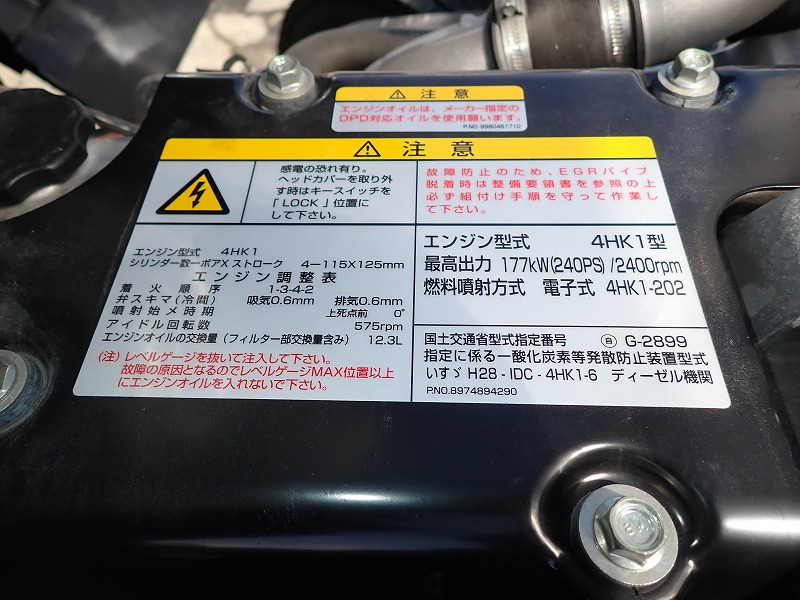 ⚠ 注意
エンジンオイルは、メーカー指定の
DPD対応オイルを使用願います。
P.NO. 8980461710
⚠ 注意
感電の恐れ有り。
ヘッドカバーを取り外
す時はキースイッチを
「LOCK」位置に
して下さい。
故障防止のため、EGRパイプ
脱着時は整備要領書を参照の上
必ず組付け手順を守って作業し
て下さい。
エンジン型式 4HK1
シリンダー数ーボアX ストローク 4ー115X125mm
エンジン調整表
着火順序 1-3-4-2
弁スキマ(冷間) 吸気0.6mm 排気0.6mm
噴射始メ時期 上死点前 0°
アイドル回転数 575rpm
エンジンオイルの交換量(フィルター部交換量含み) 12.3L
(注)レベルゲージを抜いて注入して下さい。
故障の原因となるのでレベルゲージMAX位置以上
にエンジンオイルを入れないで下さい。
エンジン型式 4HK1型
最高出力 177kW(240PS)/2400rpm
燃料噴射方式 電子式 4HK1-202
国土交通省型式指定番号 ㊐ G-2899
指定に係る一酸化炭素等発散防止装置型式
いすゞ H28-IDC-4HK1-6 ディーゼル機関
P.NO.8974894290